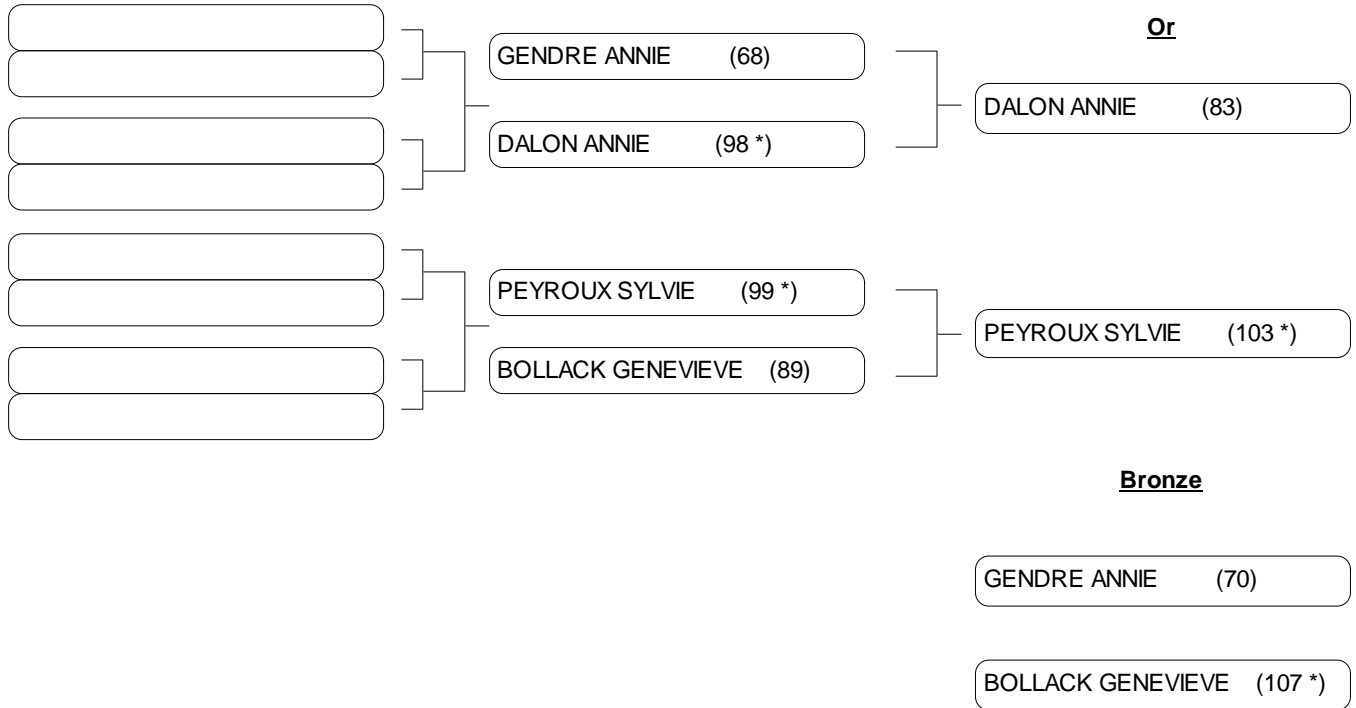 Or
GENDRE ANNIE (68)
DALON ANNIE (98 *)
DALON ANNIE (83)
PEYROUX SYLVIE (99 *)
BOLLACK GENEVIEVE (89)
PEYROUX SYLVIE (103 *)
Bronze
GENDRE ANNIE (70)
BOLLACK GENEVIEVE (107 *)